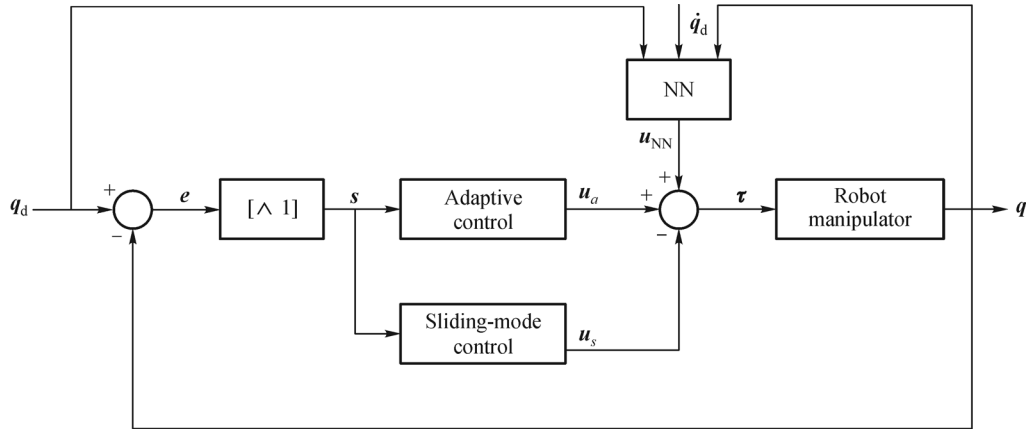 q̇d
NN
uNN
+
+
e
s
Adaptive
control
ua
+
τ
Robot
manipulator
qd
[∧ 1]
q
−
−
Sliding-mode
control
us